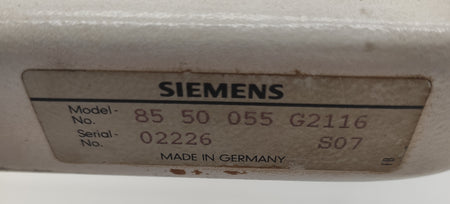 SIEMENS
Model-No. 85 50 055 G2116
Serial-No. 02226 S07
MADE IN GERMANY